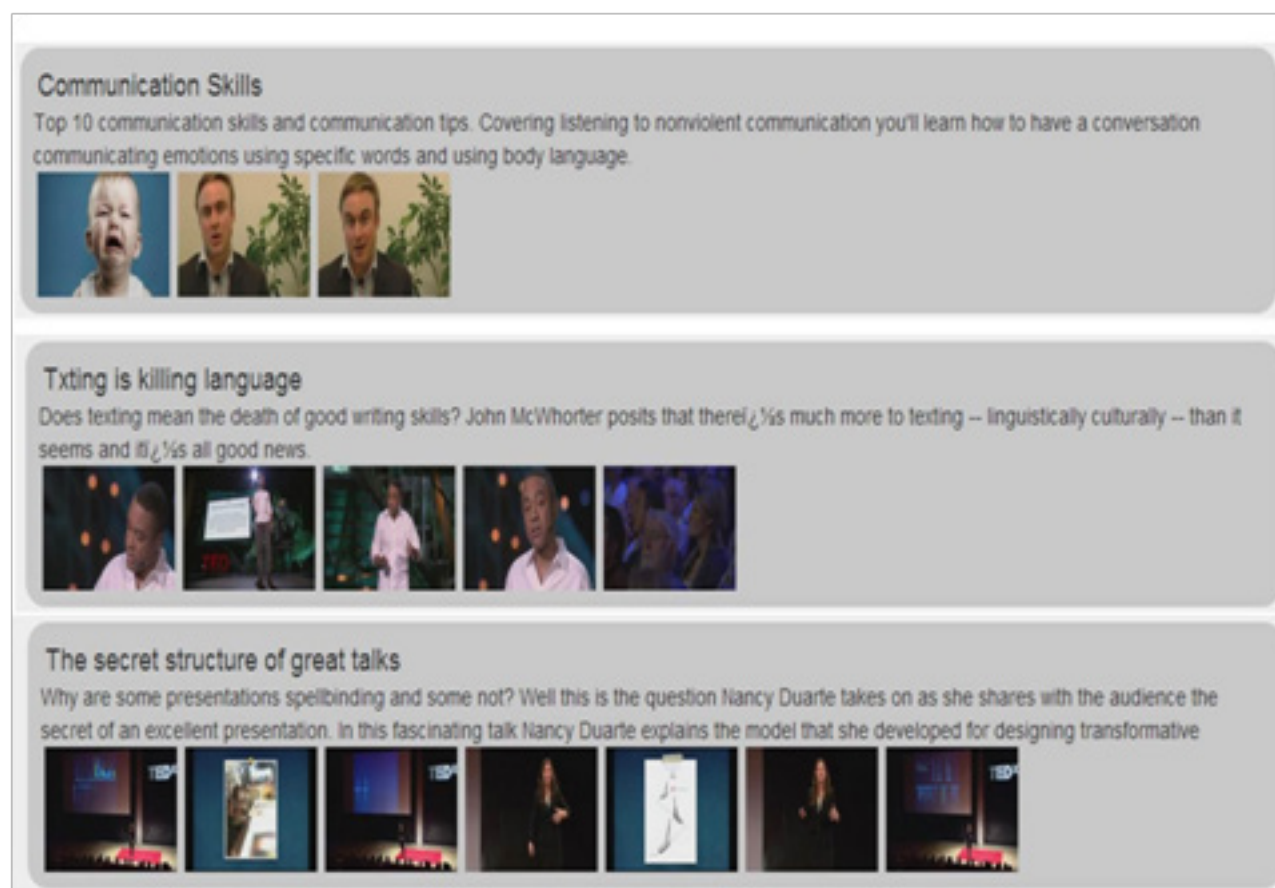 Communication Skills
Top 10 communication skills and communication tips. Covering listening to nonviolent communication you'll learn how to have a conversation
communicating emotions using specific words and using body language.
Txting is killing language
Does texting mean the death of good writing skills? John McWhorter posits that thereï¿½s much more to texting -- linguistically culturally -- than it
seems and itï¿½s all good news.
TED
The secret structure of great talks
Why are some presentations spellbinding and some not? Well this is the question Nancy Duarte takes on as she shares with the audience the
secret of an excellent presentation. In this fascinating talk Nancy Duarte explains the model that she developed for designing transformative
TED
TED
TED